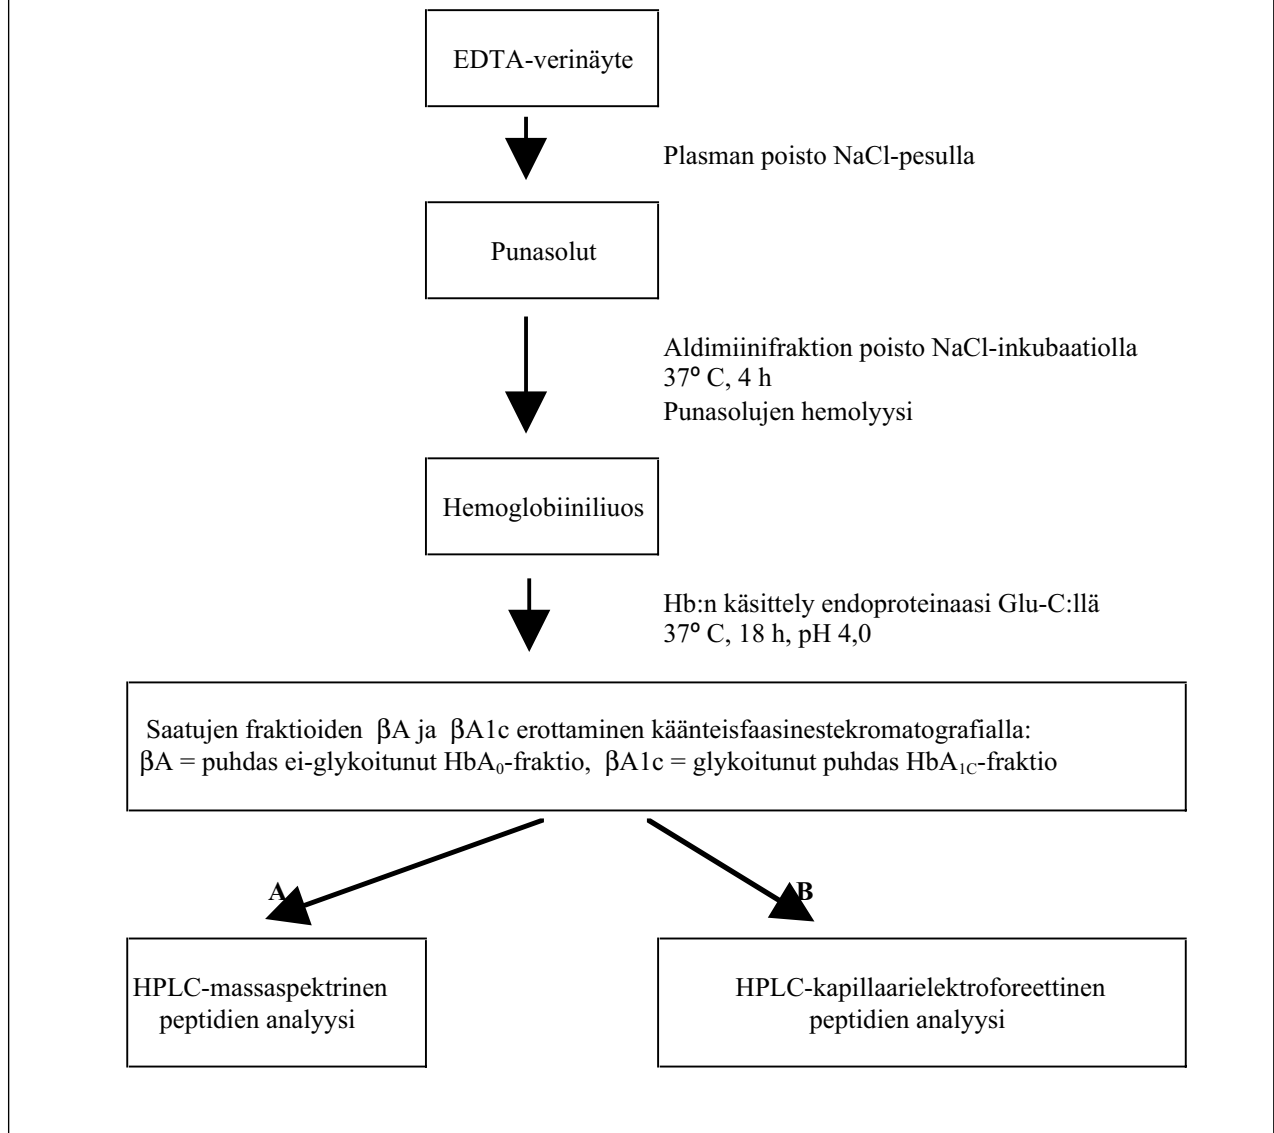 EDTA-verinäyte
Plasman poisto NaCl-pesulla
Punasolut
Aldimiinifraktion poisto NaCl-inkubaatiolla
37º C, 4 h
Punasolujen hemolyysi
Hemoglobiiniliuos
Hb:n käsittely endoproteinaasi Glu-C:llä
37º C, 18 h, pH 4,0
Saatujen fraktioiden βA ja βA1c erottaminen käänteisfaasinestekromatografialla:
βA = puhdas ei-glykoitunut HbA₀-fraktio, βA1c = glykoitunut puhdas HbA1C-fraktio
A
B
HPLC-massaspektrinen
peptidien analyysi
HPLC-kapillaarielektroforeettinen
peptidien analyysi